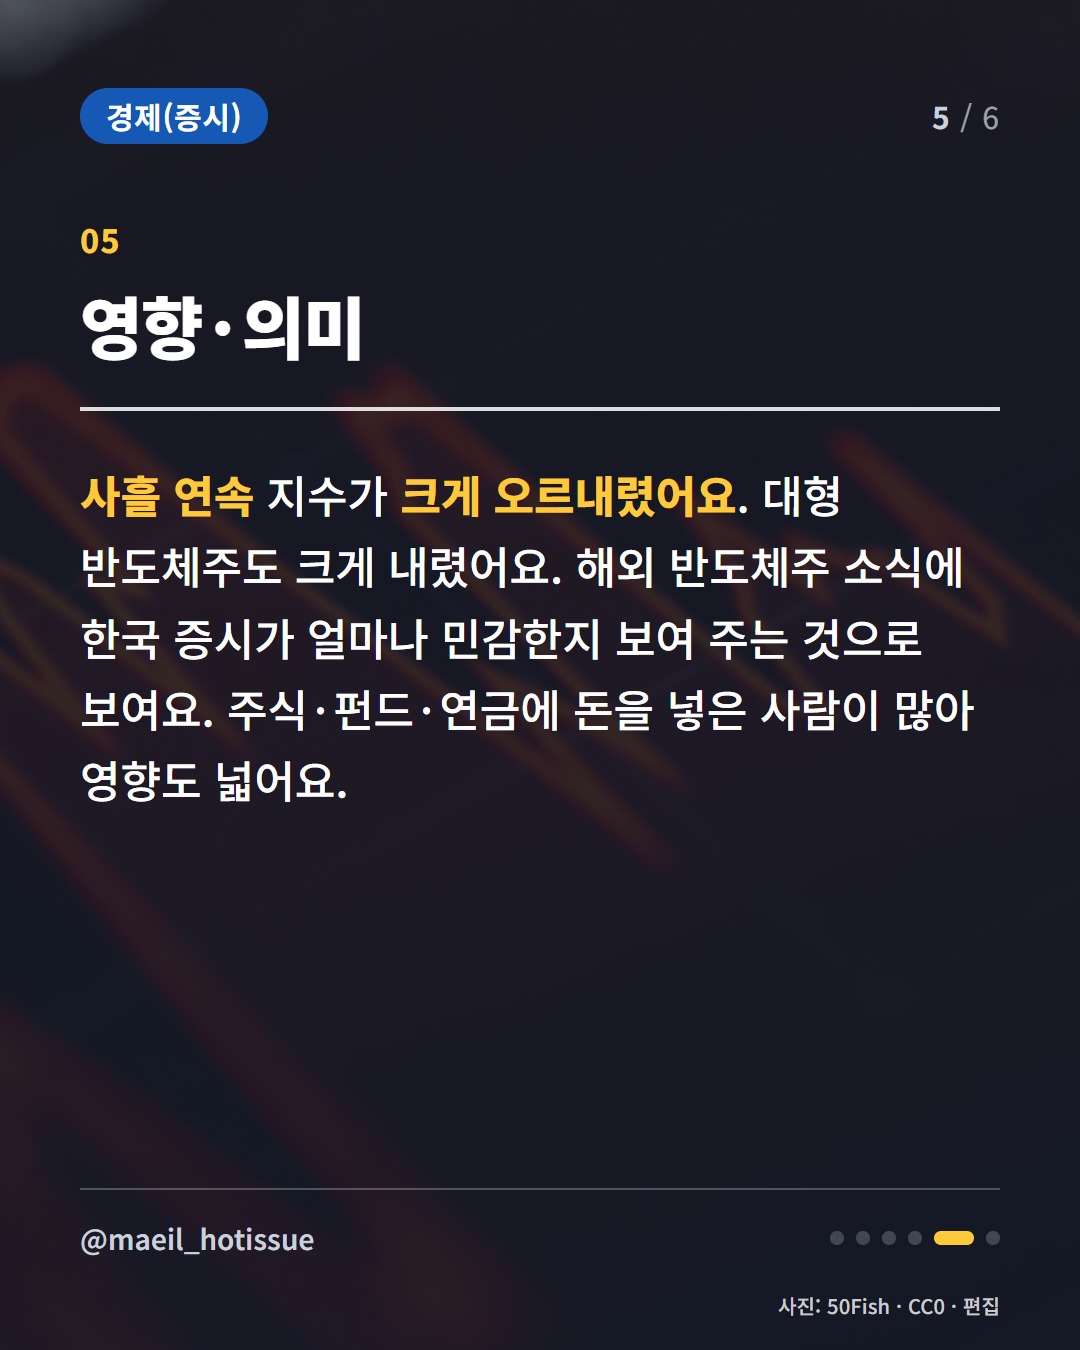 경제(증시)
5 / 6
05
영향·의미
사흘 연속 지수가 크게 오르내렸어요. 대형
반도체주도 크게 내렸어요. 해외 반도체주 소식에
한국 증시가 얼마나 민감한지 보여 주는 것으로
보여요. 주식·펀드·연금에 돈을 넣은 사람이 많아
영향도 넓어요.
@maeil_hotissue
사진: 50Fish · CC0 · 편집